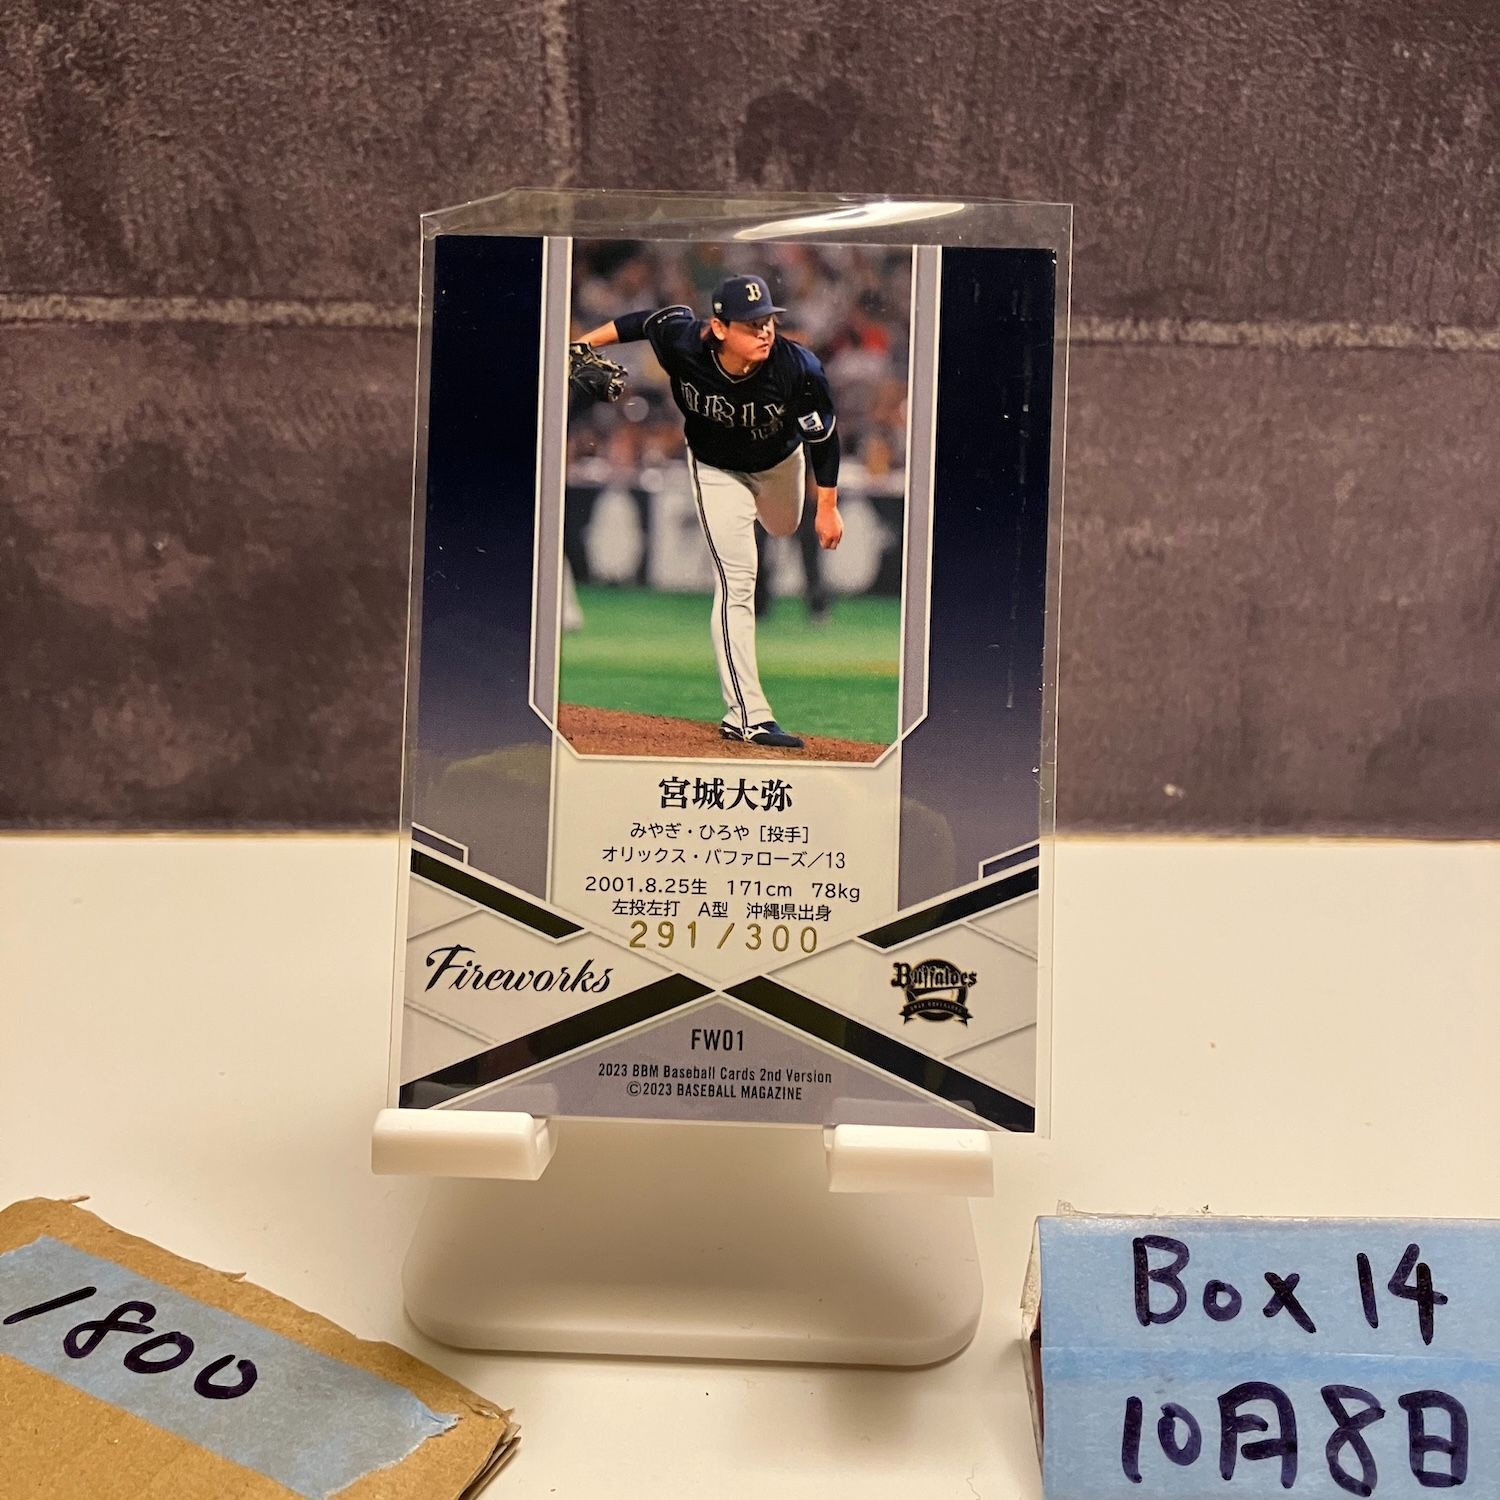 B
宮城大弥
みやぎ・ひろや [投手]
オリックス・バファローズ／13
2001.8.25生 171cm 78kg
左投左打 A型 沖縄県出身
291/300
Fireworks
Buffaloes
FW01
2023 BBM Baseball Cards 2nd Version
©2023 BASEBALL MAGAZINE
1800
Box 14
10月8日